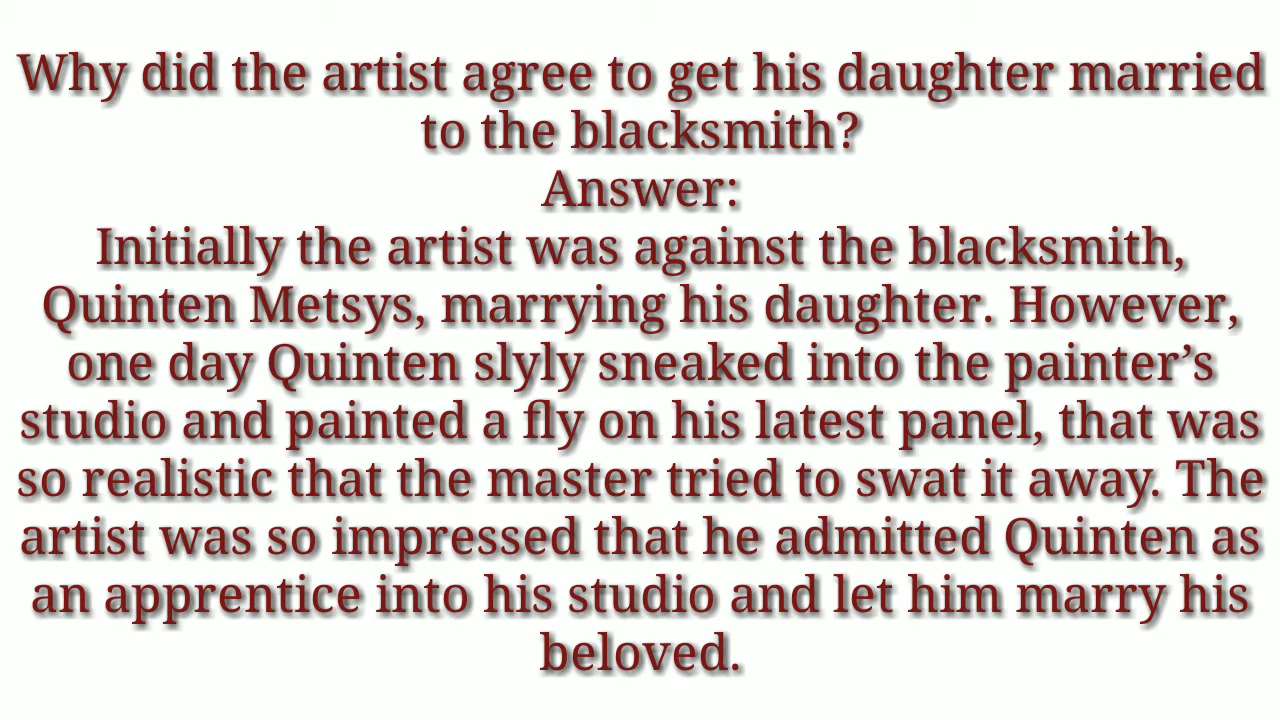 Why did the artist agree to get his daughter married
to the blacksmith?
Answer:
Initially the artist was against the blacksmith,
Quinten Metsys, marrying his daughter. However,
one day Quinten slyly sneaked into the painter’s
studio and painted a fly on his latest panel, that was
so realistic that the master tried to swat it away. The
artist was so impressed that he admitted Quinten as
an apprentice into his studio and let him marry his
beloved.